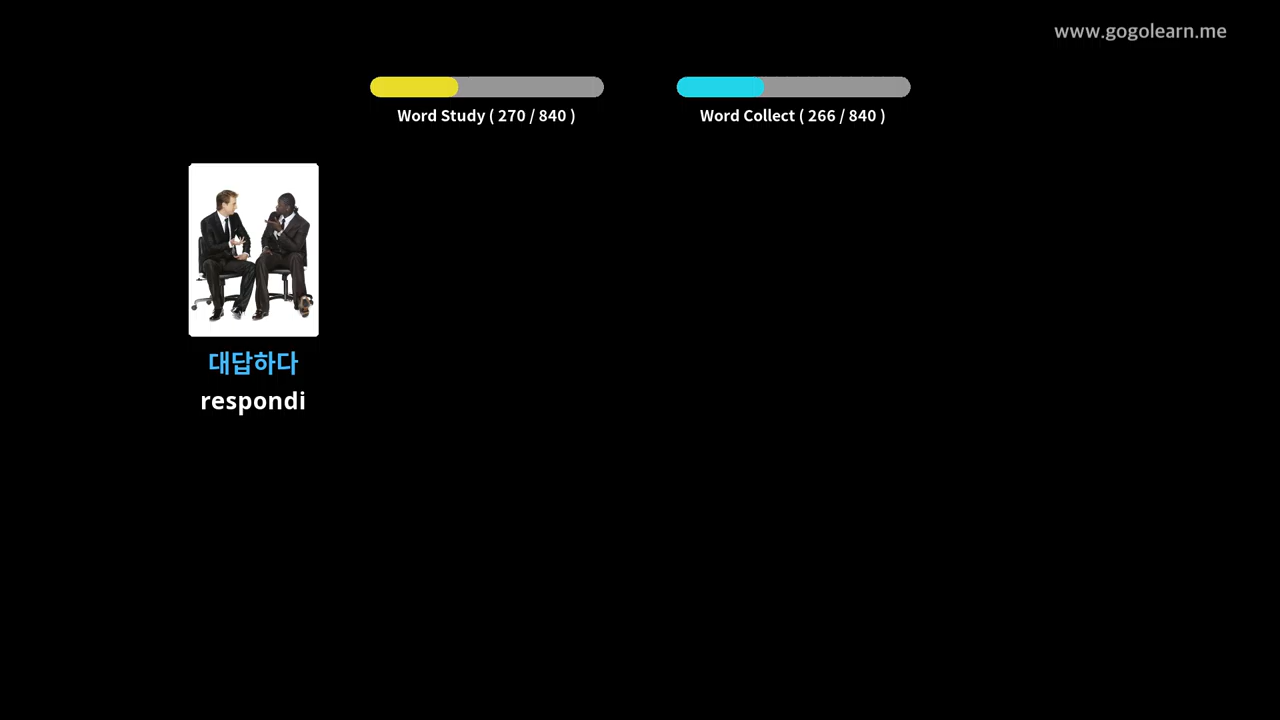 www.gogolearn.me
Word Study ( 270 / 840 )
Word Collect ( 266 / 840 )
대답하다
respondi